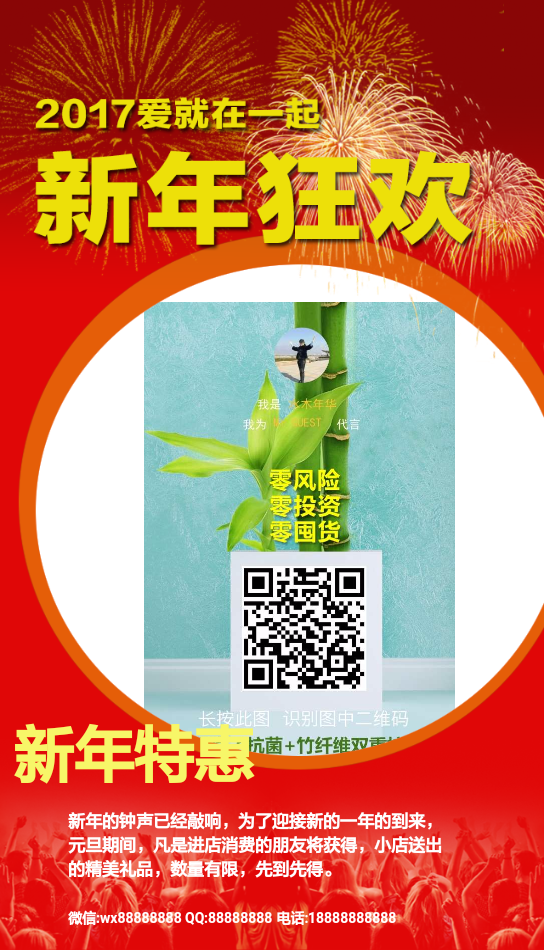 2017爱就在一起
新年狂欢
我是 水木年华
我为 代言
零风险
零投资
零囤货
长按此图 识别图中二维码
抗菌+竹纤维双重
新年特惠
新年的钟声已经敲响，为了迎接新的一年的到来，
元旦期间，凡是进店消费的朋友将获得，小店送出
的精美礼品，数量有限，先到先得。
微信:wx88888888 QQ:88888888 电话:18888888888